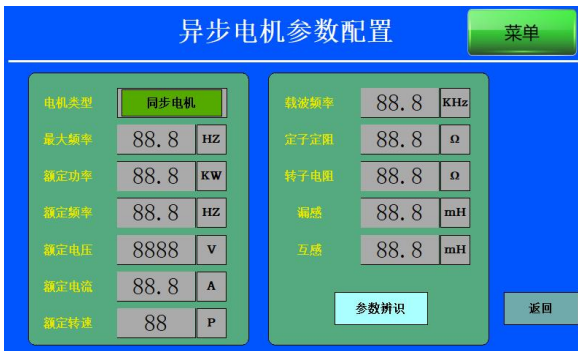 异步电机参数配置
菜单
电机类型 同步电机
最大频率 88.8 HZ
额定功率 88.8 KW
额定频率 88.8 HZ
额定电压 8888 V
额定电流 88.8 A
额定转速 88 P
载波频率 88.8 KHz
定子定阻 88.8 Ω
转子电阻 88.8 Ω
漏感 88.8 mH
互感 88.8 mH
参数辨识
返回